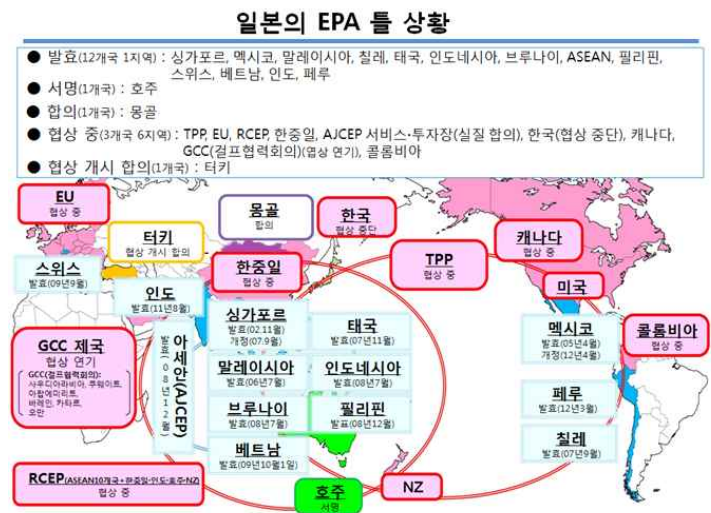 일본의 EPA 틀 상황
● 발효(12개국 1지역) : 싱가포르, 멕시코, 말레이시아, 칠레, 태국, 인도네시아, 브루나이, ASEAN, 필리핀,
스위스, 베트남, 인도, 페루
● 서명(1개국) : 호주
● 합의(1개국) : 몽골
● 협상 중(3개국 6지역) : TPP, EU, RCEP, 한중일, AJCEP 서비스·투자장(실질 합의), 한국(협상 중단), 캐나다,
GCC(걸프협력회의)(엽상 연기), 콜롬비아
● 협상 개시 합의(1개국) : 터키
EU
협상 중
터키
협상 개시 합의
몽골
합의
한국
협상 중단
한중일
협상 중
TPP
협상 중
캐나다
협상 중
미국
스위스
발효(09년9월)
인도
발효(11년8월)
GCC 제국
협상 연기
GCC(걸프협력회의):
사우디아라비아, 쿠웨이트,
아랍에미리트,
바레인, 카타르,
오만
아세안(AJCEP)
발효(08년12월)
싱가포르
발효(02.11월)
개정(07.9월)
태국
발효(07년11월)
말레이시아
발효(06년7월)
인도네시아
발효(08년7월)
브루나이
발효(08년7월)
필리핀
발표(08년12월)
베트남
발효(09년10월1일)
멕시코
발효(05년4월)
개정(12년4월)
콜롬비아
협상 중
페루
발효(12년3월)
칠레
발효(07년9월)
RCEP(ASEAN10개국+한중일·인도·호주·NZ)
협상 중
호주
서명
NZ